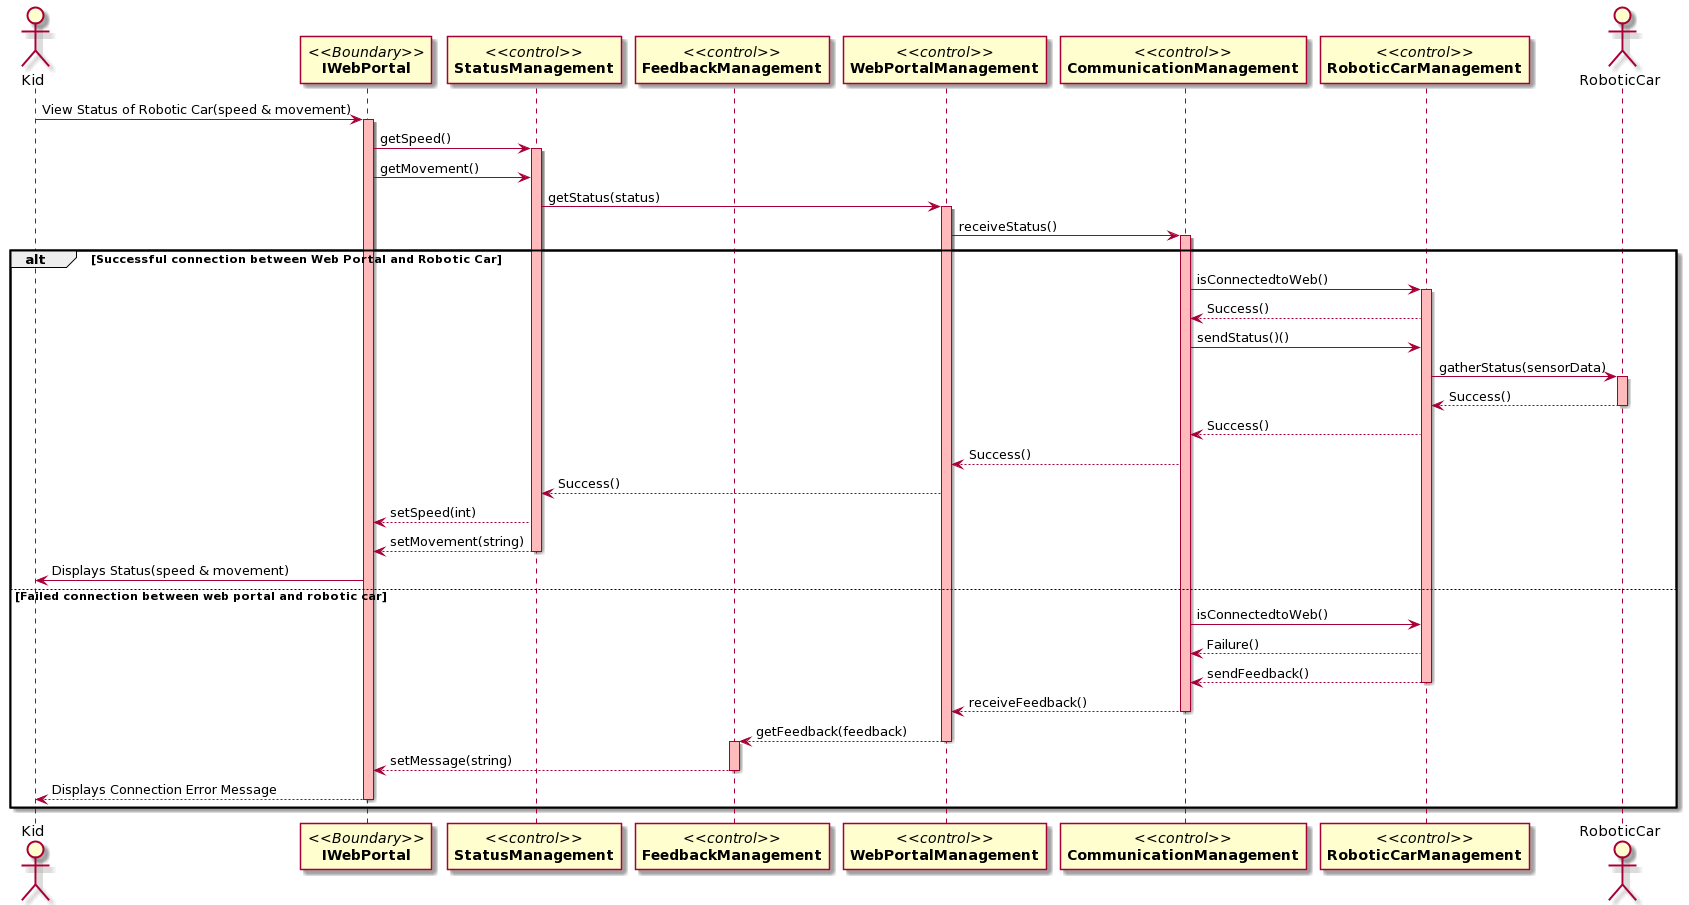 Kid
<<Boundary>>
IWebPortal
<<control>>
StatusManagement
<<control>>
FeedbackManagement
<<control>>
WebPortalManagement
<<control>>
CommunicationManagement
<<control>>
RoboticCarManagement
RoboticCar
View Status of Robotic Car(speed & movement)
getSpeed()
getMovement()
getStatus(status)
receiveStatus()
alt [Successful connection between Web Portal and Robotic Car]
isConnectedtoWeb()
Success()
sendStatus()()
gatherStatus(sensorData)
Success()
Success()
Success()
Success()
setSpeed(int)
setMovement(string)
Displays Status(speed & movement)
[Failed connection between web portal and robotic car]
isConnectedtoWeb()
Failure()
sendFeedback()
receiveFeedback()
getFeedback(feedback)
setMessage(string)
Displays Connection Error Message
Kid
<<Boundary>>
IWebPortal
<<control>>
StatusManagement
<<control>>
FeedbackManagement
<<control>>
WebPortalManagement
<<control>>
CommunicationManagement
<<control>>
RoboticCarManagement
RoboticCar